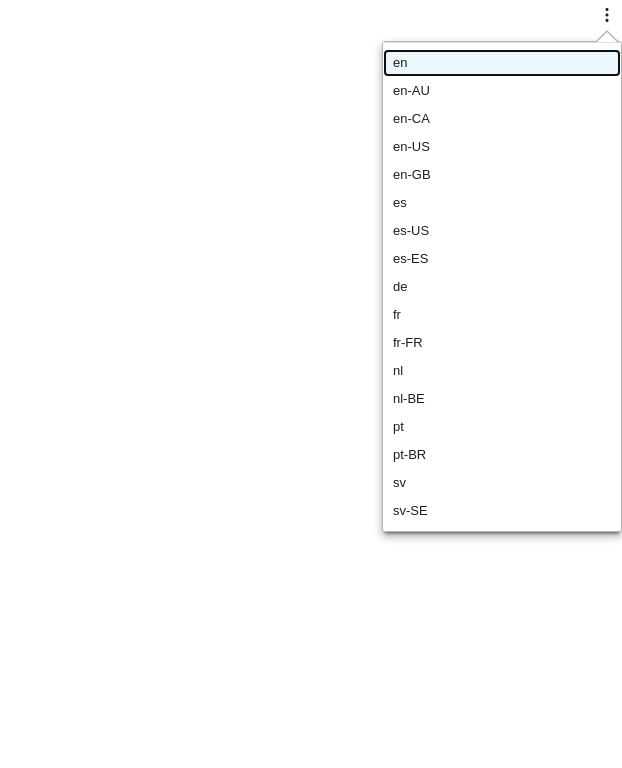 en
en-AU
en-CA
en-US
en-GB
es
es-US
es-ES
de
fr
fr-FR
nl
nl-BE
pt
pt-BR
sv
sv-SE